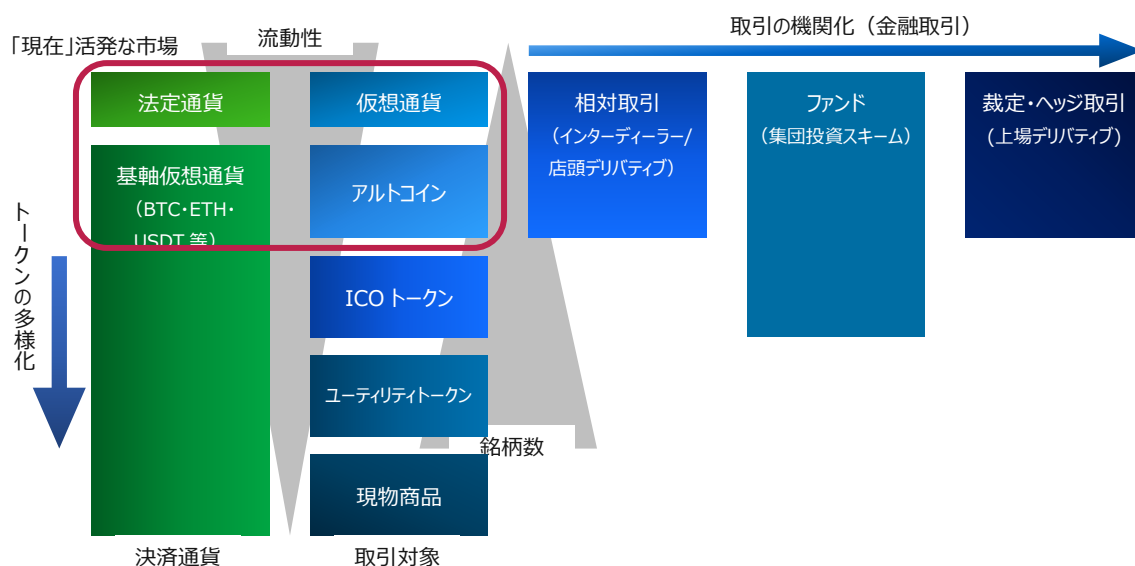 「現在」活発な市場
流動性
取引の機関化（金融取引）
法定通貨
仮想通貨
相対取引
（インターディーラー/
店頭デリバティブ）
ファンド
（集団投資スキーム）
裁定・ヘッジ取引
（上場デリバティブ）
基軸仮想通貨
（BTC・ETH・
USDT 等）
アルトコイン
トークンの多様化
ICO トークン
ユーティリティトークン
銘柄数
現物商品
決済通貨
取引対象